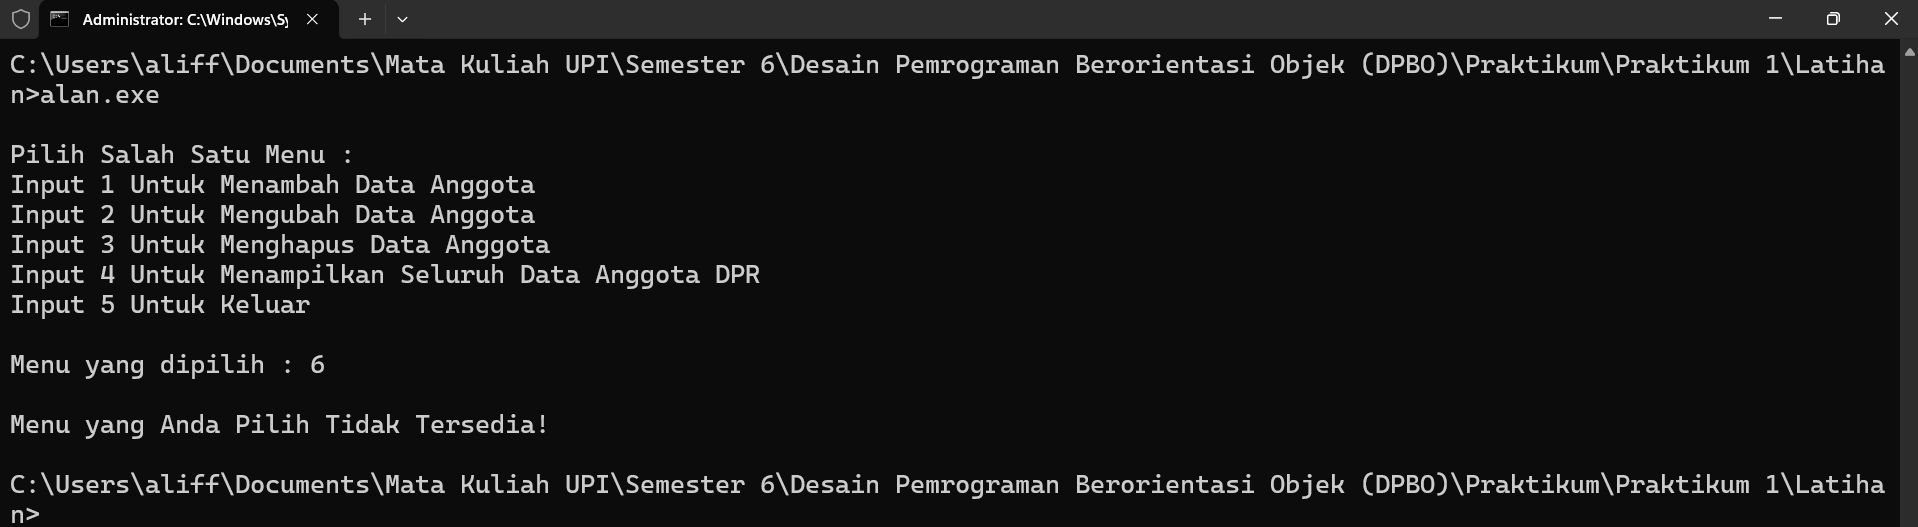 Administrator: C:\Windows\Sy
C:\Users\aliff\Documents\Mata Kuliah UPI\Semester 6\Desain Pemrograman Berorientasi Objek (DPBO)\Praktikum\Praktikum 1\Latiha
n>alan.exe
Pilih Salah Satu Menu :
Input 1 Untuk Menambah Data Anggota
Input 2 Untuk Mengubah Data Anggota
Input 3 Untuk Menghapus Data Anggota
Input 4 Untuk Menampilkan Seluruh Data Anggota DPR
Input 5 Untuk Keluar
Menu yang dipilih : 6
Menu yang Anda Pilih Tidak Tersedia!
C:\Users\aliff\Documents\Mata Kuliah UPI\Semester 6\Desain Pemrograman Berorientasi Objek (DPBO)\Praktikum\Praktikum 1\Latiha
n>